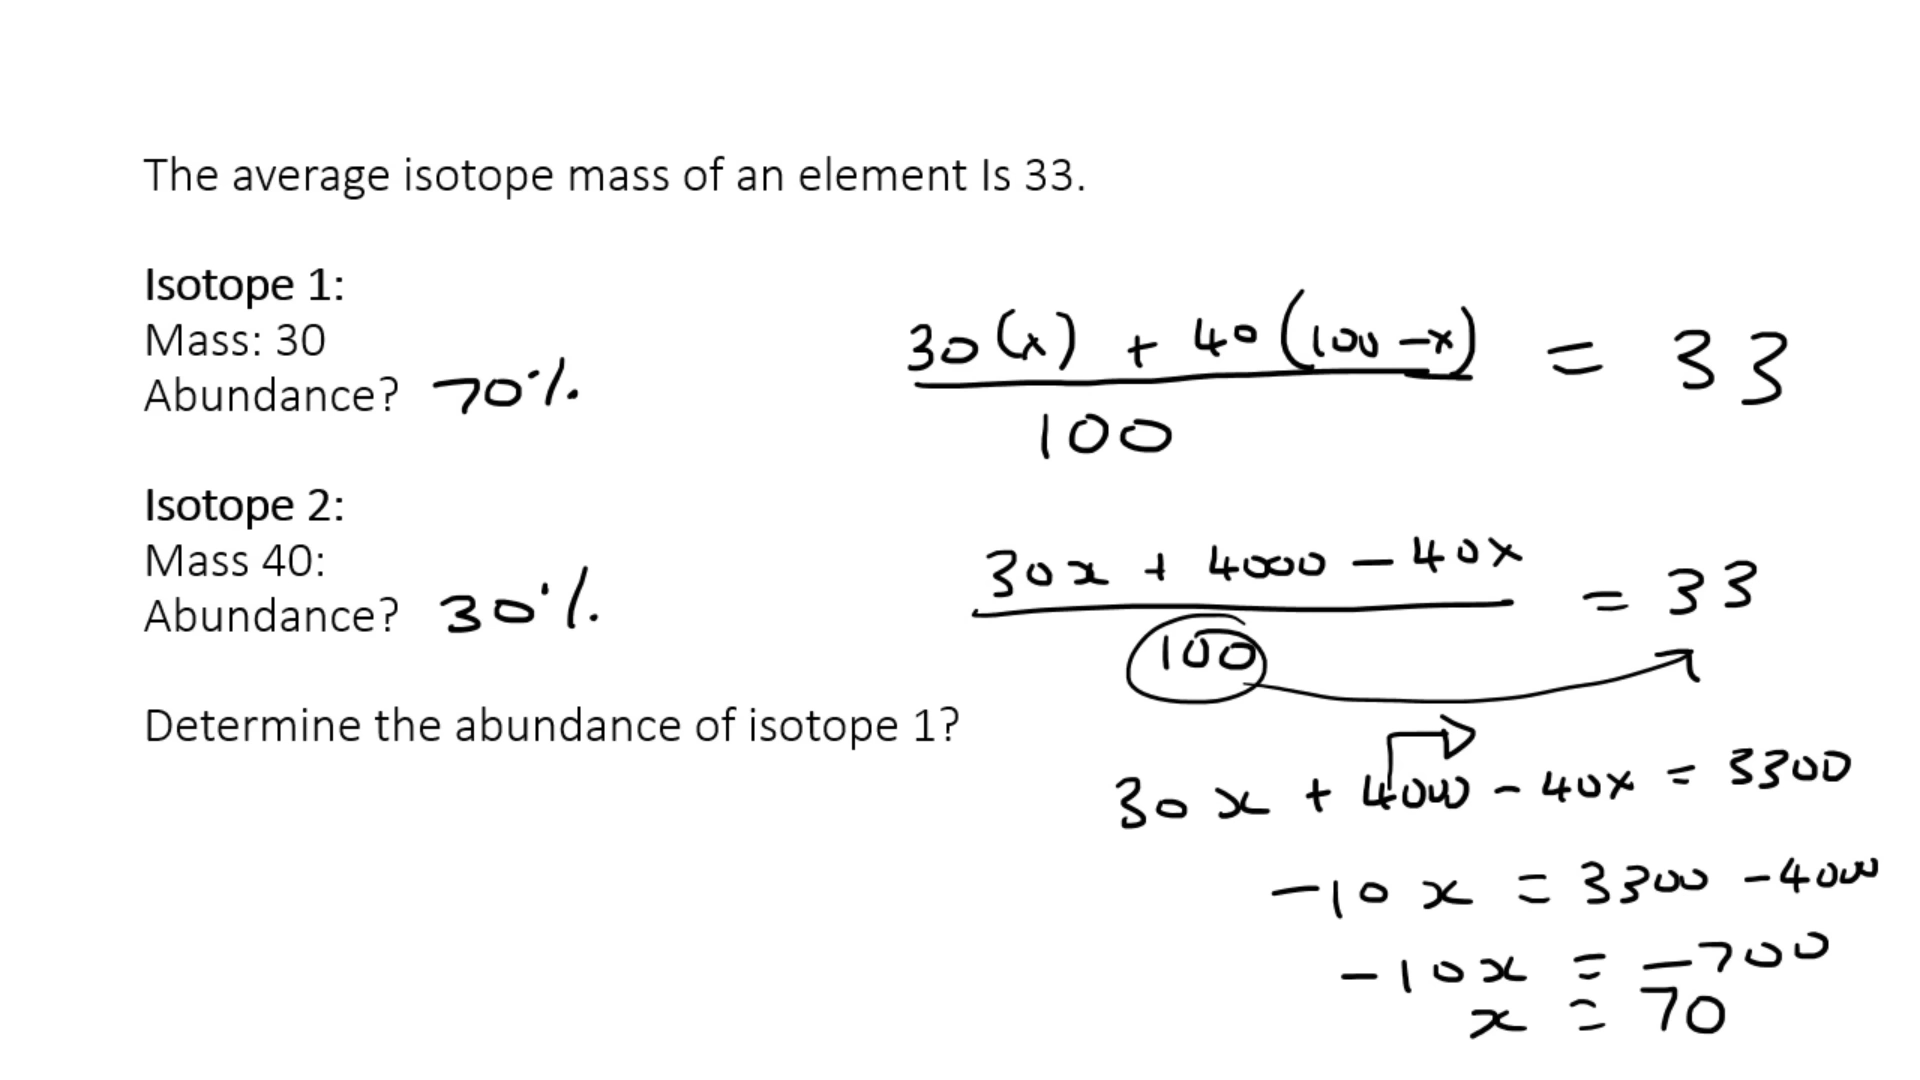 The average isotope mass of an element Is 33.
Isotope 1:
Mass: 30
Abundance? 70%
Isotope 2:
Mass 40:
Abundance? 30%
Determine the abundance of isotope 1?
30(x) + 40(100-x) = 33
100
30x + 4000 - 40x = 33
100
30x + 4000 - 40x = 3300
-10x = 3300 - 4000
-10x = -700
x = 70